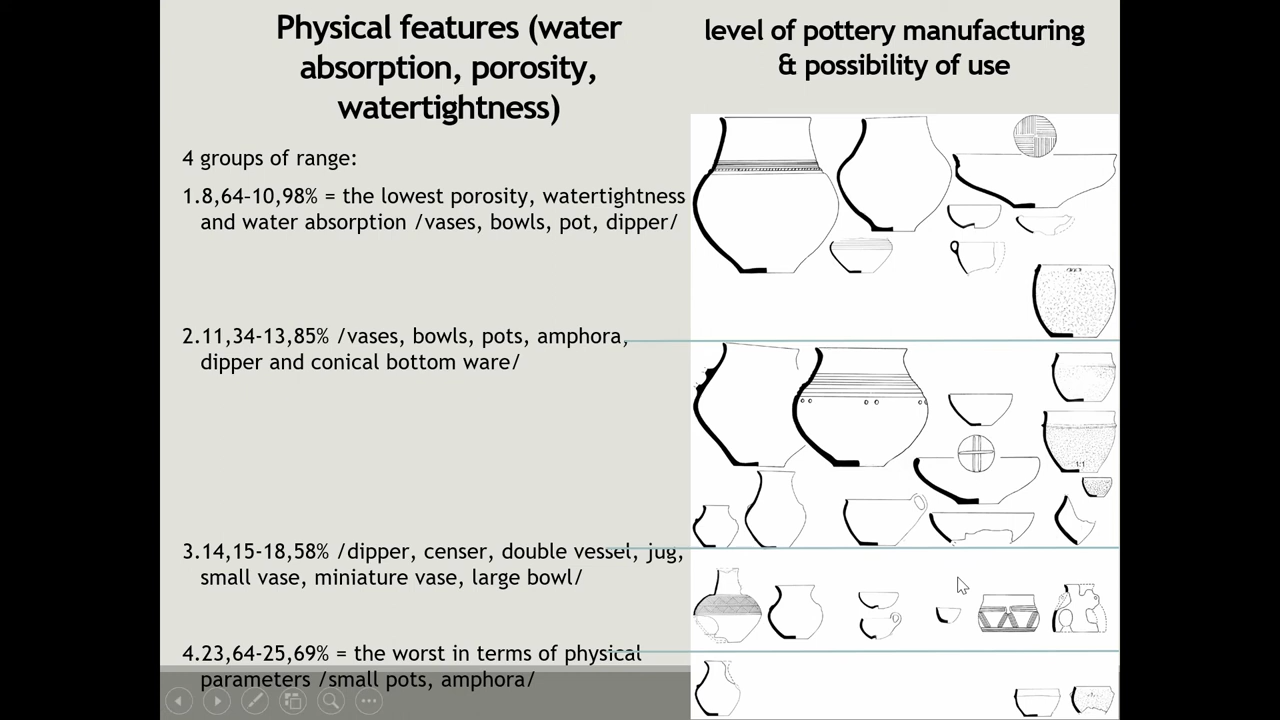 Physical features (water
absorption, porosity,
watertightness)
level of pottery manufacturing
& possibility of use
4 groups of range:
1.8,64-10,98% = the lowest porosity, watertightness
and water absorption /vases, bowls, pot, dipper/
2.11,34-13,85% /vases, bowls, pots, amphora,
dipper and conical bottom ware/
3.14,15-18,58% /dipper, censer, double vessel, jug,
small vase, miniature vase, large bowl/
4.23,64-25,69% = the worst in terms of physical
parameters /small pots, amphora/
1:1